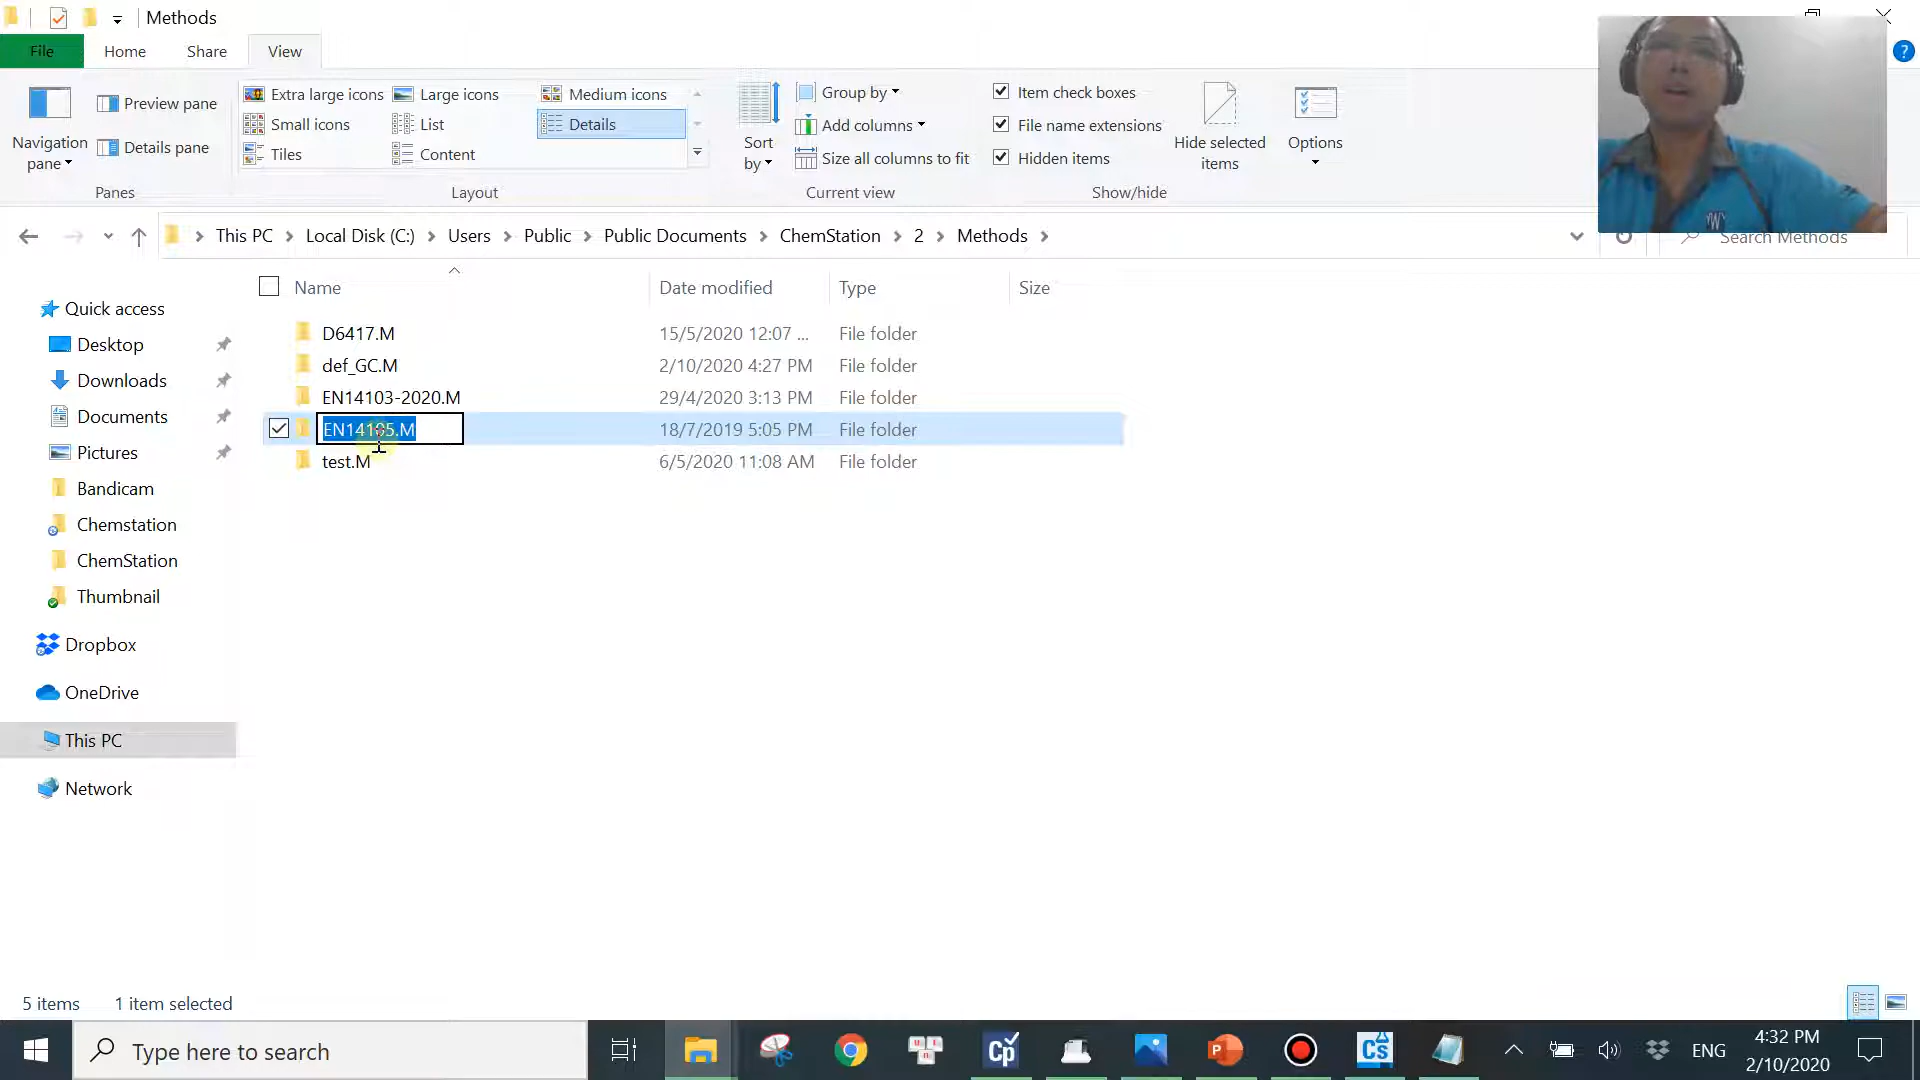 Methods
File
Home
Share
View
Navigation pane
Preview pane
Details pane
Panes
Extra large icons
Large icons
Medium icons
Small icons
List
Details
Tiles
Content
Layout
Sort by
Group by
Add columns
Size all columns to fit
Current view
Item check boxes
File name extensions
Hidden items
Show/hide
Hide selected items
Options
This PC
Local Disk (C:)
Users
Public
Public Documents
ChemStation
2
Methods
Search Methods
Name
Date modified
Type
Size
D6417.M 15/5/2020 12:07 ... File folder
def_GC.M 2/10/2020 4:27 PM File folder
EN14103-2020.M 29/4/2020 3:13 PM File folder
EN14105.M 18/7/2019 5:05 PM File folder
test.M 6/5/2020 11:08 AM File folder
Quick access
Desktop
Downloads
Documents
Pictures
Bandicam
Chemstation
ChemStation
Thumbnail
Dropbox
OneDrive
This PC
Network
5 items
1 item selected
Type here to search
ENG
4:32 PM
2/10/2020